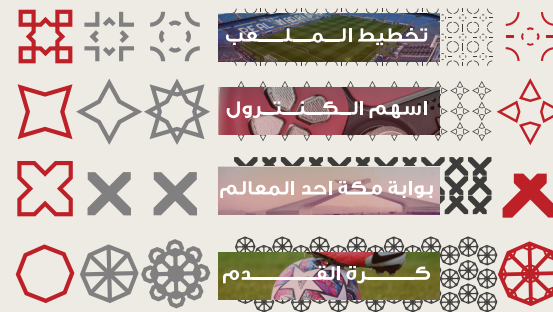 تخطيط الملعب
اسهم الكنترول
بوابة مكة احد المعالم
كرة القدم